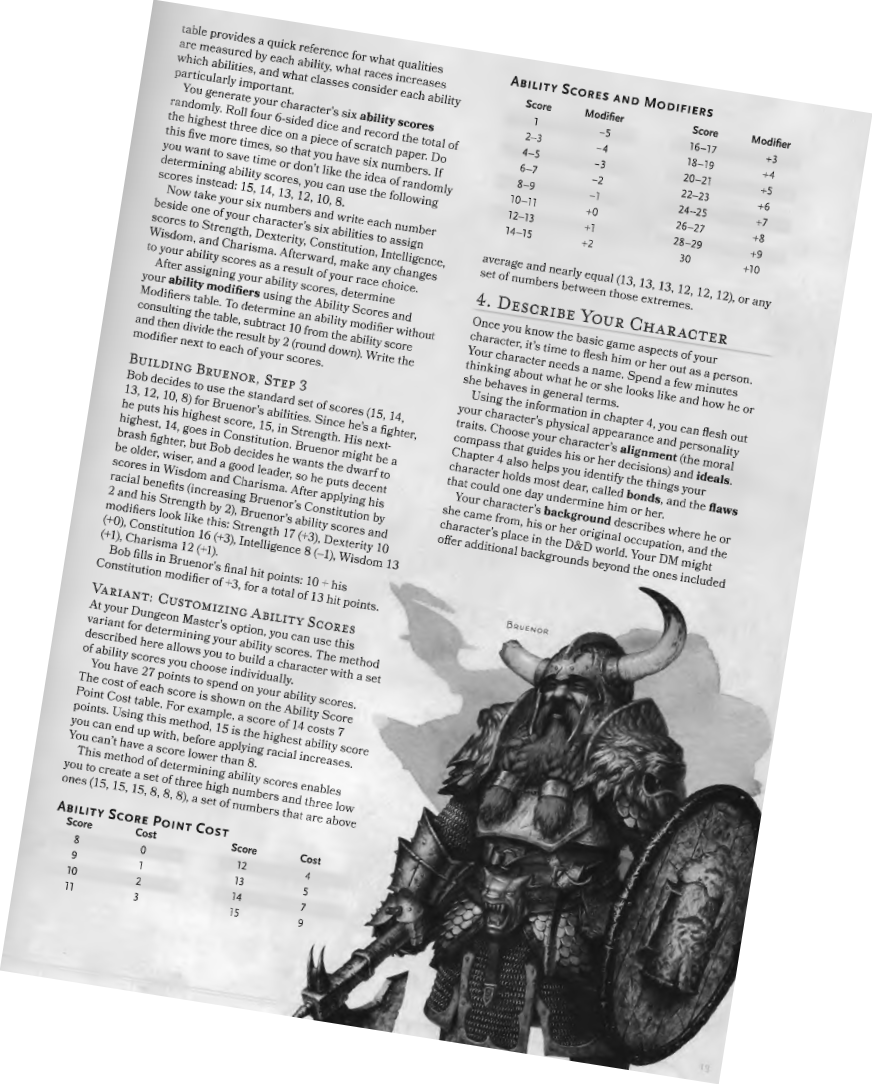 table provides a quick reference for what qualities
are measured by each ability, what races increases
which abilities, and what classes consider each ability
particularly important.
You generate your character's six ability scores
randomly. Roll four 6-sided dice and record the total of
the highest three dice on a piece of scratch paper. Do
this five more times, so that you have six numbers. If
you want to save time or don't like the idea of randomly
determining ability scores, you can use the following
scores instead: 15, 14, 13, 12, 10, 8.
Now take your six numbers and write each number
beside one of your character's six abilities to assign
scores to Strength, Dexterity, Constitution, Intelligence,
Wisdom, and Charisma. Afterward, make any changes
to your ability scores as a result of your race choice.
After assigning your ability scores, determine
your ability modifiers using the Ability Scores and
Modifiers table. To determine an ability modifier without
consulting the table, subtract 10 from the ability score
and then divide the result by 2 (round down). Write the
modifier next to each of your scores.
BUILDING BRUENOR, STEP 3
Bob decides to use the standard set of scores (15, 14,
13, 12, 10, 8) for Bruenor's abilities. Since he's a fighter,
he puts his highest score, 15, in Strength. His next-
highest, 14, goes in Constitution. Bruenor might be a
brash fighter, but Bob decides he wants the dwarf to
be older, wiser, and a good leader, so he puts decent
scores in Wisdom and Charisma. After applying his
racial benefits (increasing Bruenor's Constitution by
2 and his Strength by 2), Bruenor's ability scores and
modifiers look like this: Strength 17 (+3), Dexterity 10
(+0), Constitution 16 (+3), Intelligence 8 (–1), Wisdom 13
(+1), Charisma 12 (+1).
Bob fills in Bruenor's final hit points: 10 + his
Constitution modifier of +3, for a total of 13 hit points.
VARIANT: CUSTOMIZING ABILITY SCORES
At your Dungeon Master's option, you can use this
variant for determining your ability scores. The method
described here allows you to build a character with a set
of ability scores you choose individually.
You have 27 points to spend on your ability scores.
The cost of each score is shown on the Ability Score
Point Cost table. For example, a score of 14 costs 7
points. Using this method, 15 is the highest ability score
you can end up with, before applying racial increases.
You can't have a score lower than 8.
This method of determining ability scores enables
you to create a set of three high numbers and three low
ones (15, 15, 15, 8, 8, 8), a set of numbers that are above
ABILITY SCORE POINT COST
Score Cost Score Cost
8 0 12 4
9 1 13 5
10 2 14 7
11 3 15 9
ABILITY SCORES AND MODIFIERS
Score Modifier Score Modifier
1 –5 16–17 +3
2–3 –4 18–19 +4
4–5 –3 20–21 +5
6–7 –2 22–23 +6
8–9 –1 24–25 +7
10–11 +0 26–27 +8
12–13 +1 28–29 +9
14–15 +2 30 +10
average and nearly equal (13, 13, 13, 12, 12, 12), or any
set of numbers between those extremes.
4. DESCRIBE YOUR CHARACTER
Once you know the basic game aspects of your
character, it's time to flesh him or her out as a person.
Your character needs a name. Spend a few minutes
thinking about what he or she looks like and how he or
she behaves in general terms.
Using the information in chapter 4, you can flesh out
your character's physical appearance and personality
traits. Choose your character's alignment (the moral
compass that guides his or her decisions) and ideals.
Chapter 4 also helps you identify the things your
character holds most dear, called bonds, and the flaws
that could one day undermine him or her.
Your character's background describes where he or
she came from, his or her original occupation, and the
character's place in the D&D world. Your DM might
offer additional backgrounds beyond the ones included
BRUENOR